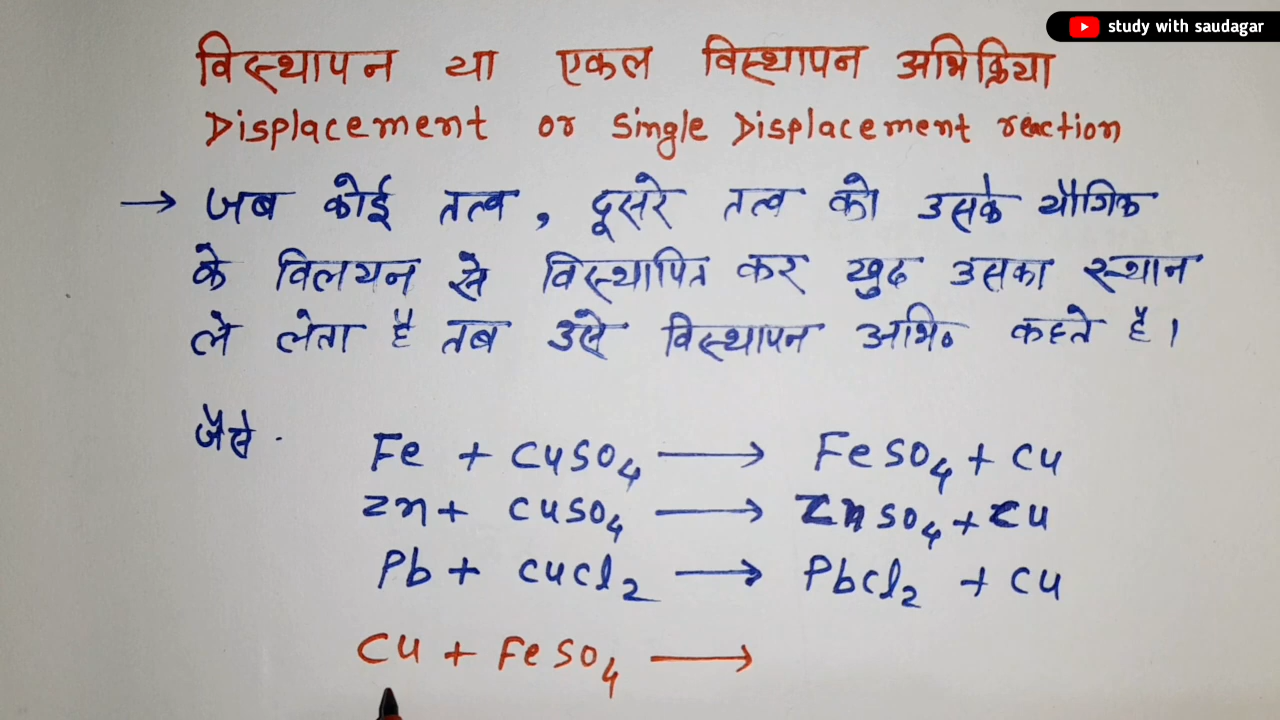 study with saudagar
विस्थापन या एकल विस्थापन अभिक्रिया
Displacement or Single Displacement reaction
→ जब कोई तत्व, दूसरे तत्व को उसके यौगिक
के विलयन से विस्थापित कर खुद उसका स्थान
ले लेता है तब उसे विस्थापन अभि० कहते है।
जैसे.
Fe + CuSO₄ ⟶ FeSO₄ + Cu
Zn + CuSO₄ ⟶ ZnSO₄ + Cu
Pb + CuCl₂ ⟶ PbCl₂ + Cu
Cu + FeSO₄ ⟶